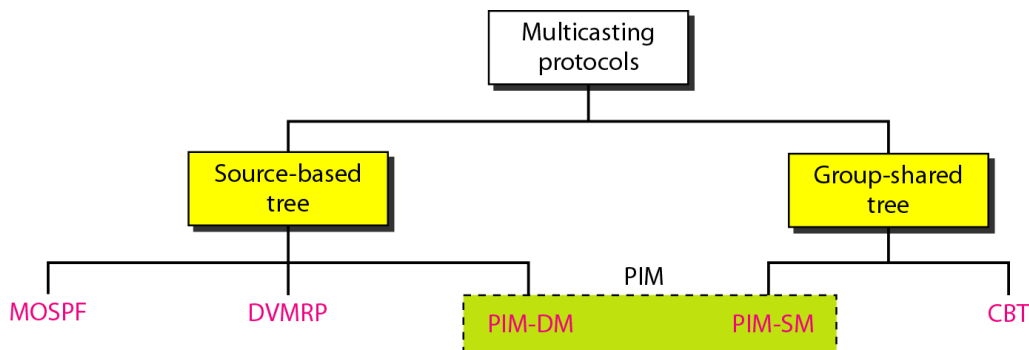 Multicasting
protocols
Source-based
tree
Group-shared
tree
PIM
MOSPF
DVMRP
PIM-DM
PIM-SM
CBT